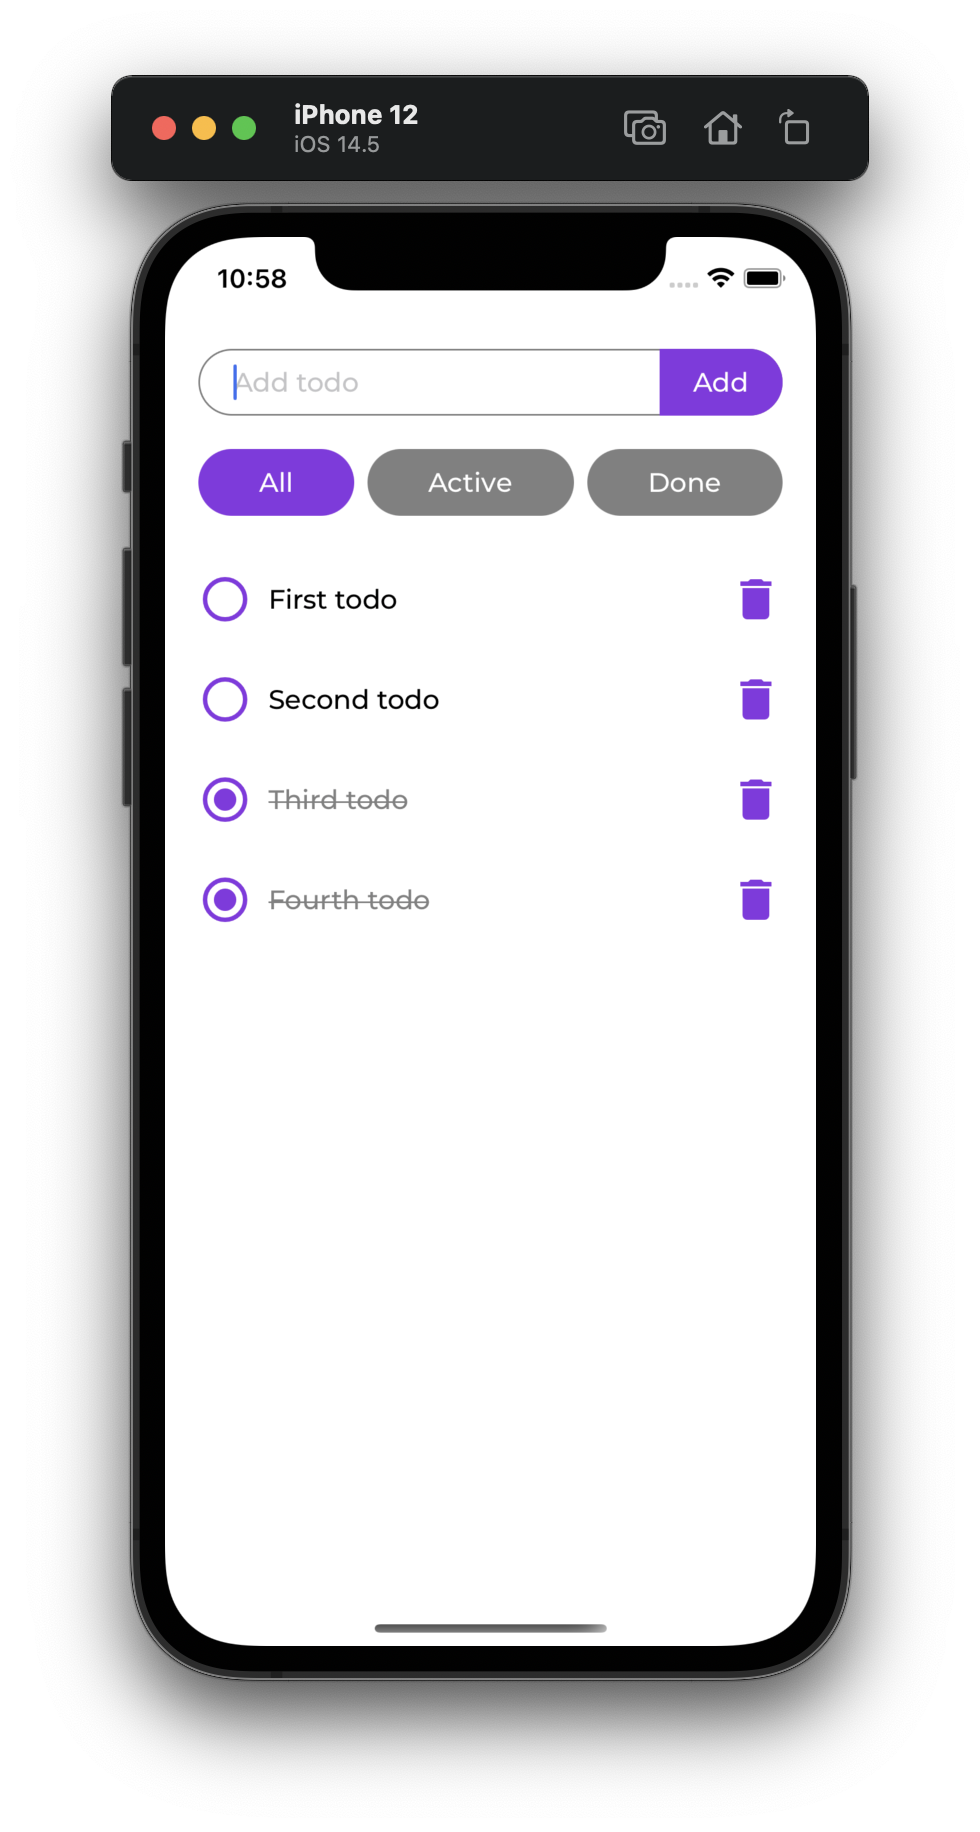 iPhone 12
iOS 14.5
10:58
Add todo
Add
All
Active
Done
First todo
Second todo
Third todo
Fourth todo